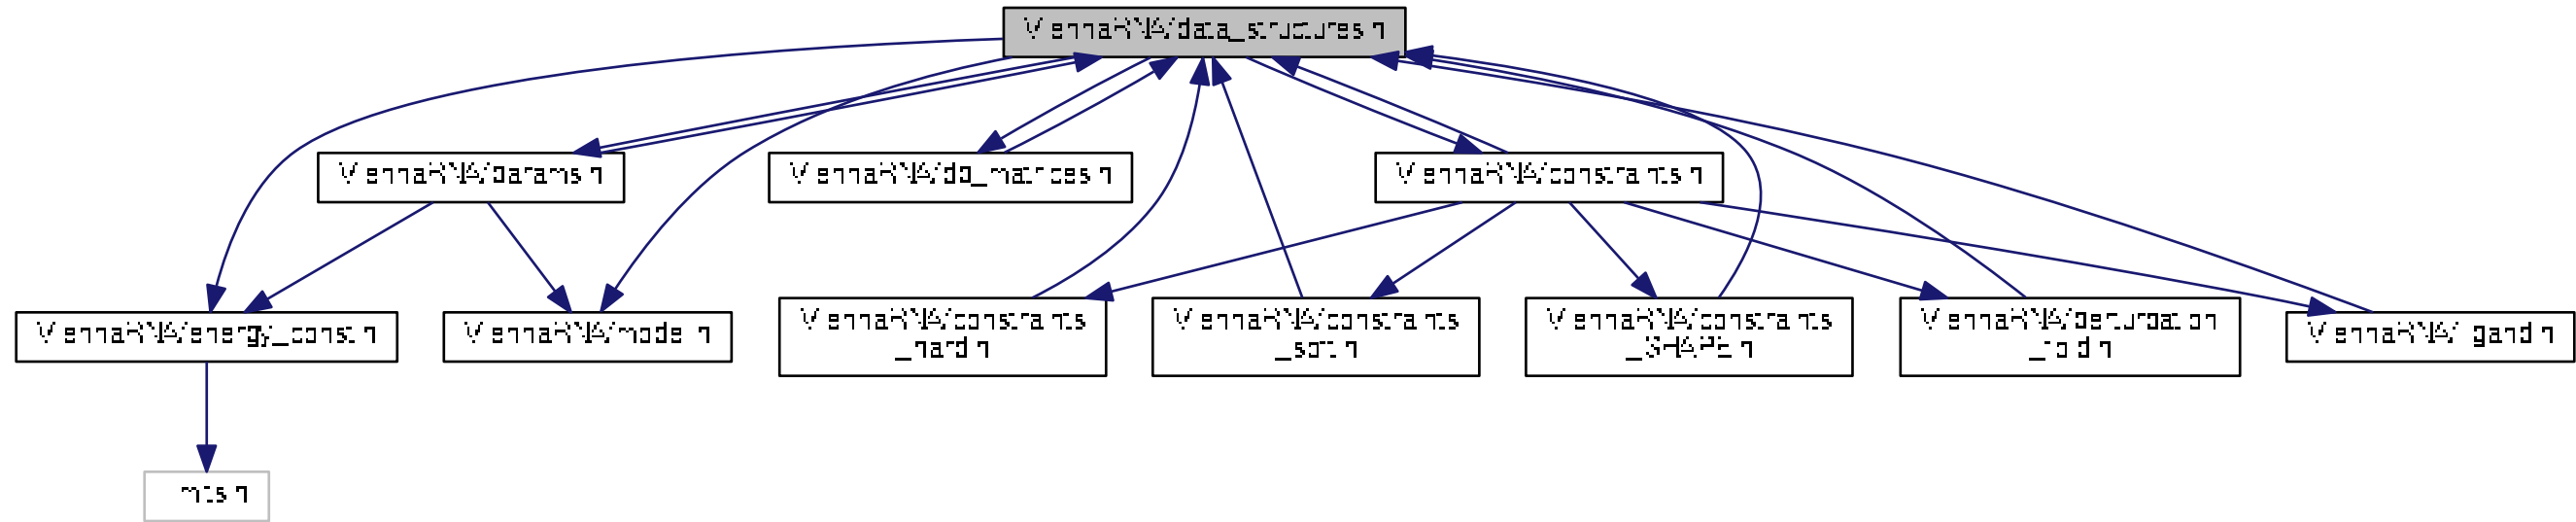 ViennaRNA/data_structures.h
ViennaRNA/params.h
ViennaRNA/dp_matrices.h
ViennaRNA/constraints.h
ViennaRNA/energy_const.h
ViennaRNA/model.h
ViennaRNA/constraints
_hard.h
ViennaRNA/constraints
_soft.h
ViennaRNA/constraints
_SHAPE.h
ViennaRNA/perturbation
_fold.h
ViennaRNA/ligand.h
limits.h